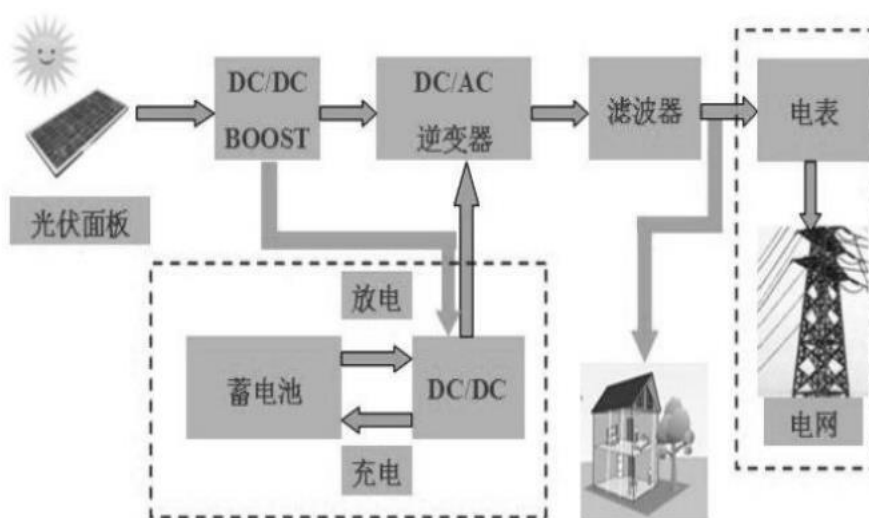 DC/DC
BOOST
DC/AC
逆变器
滤波器
电表
光伏面板
放电
蓄电池
DC/DC
充电
电网